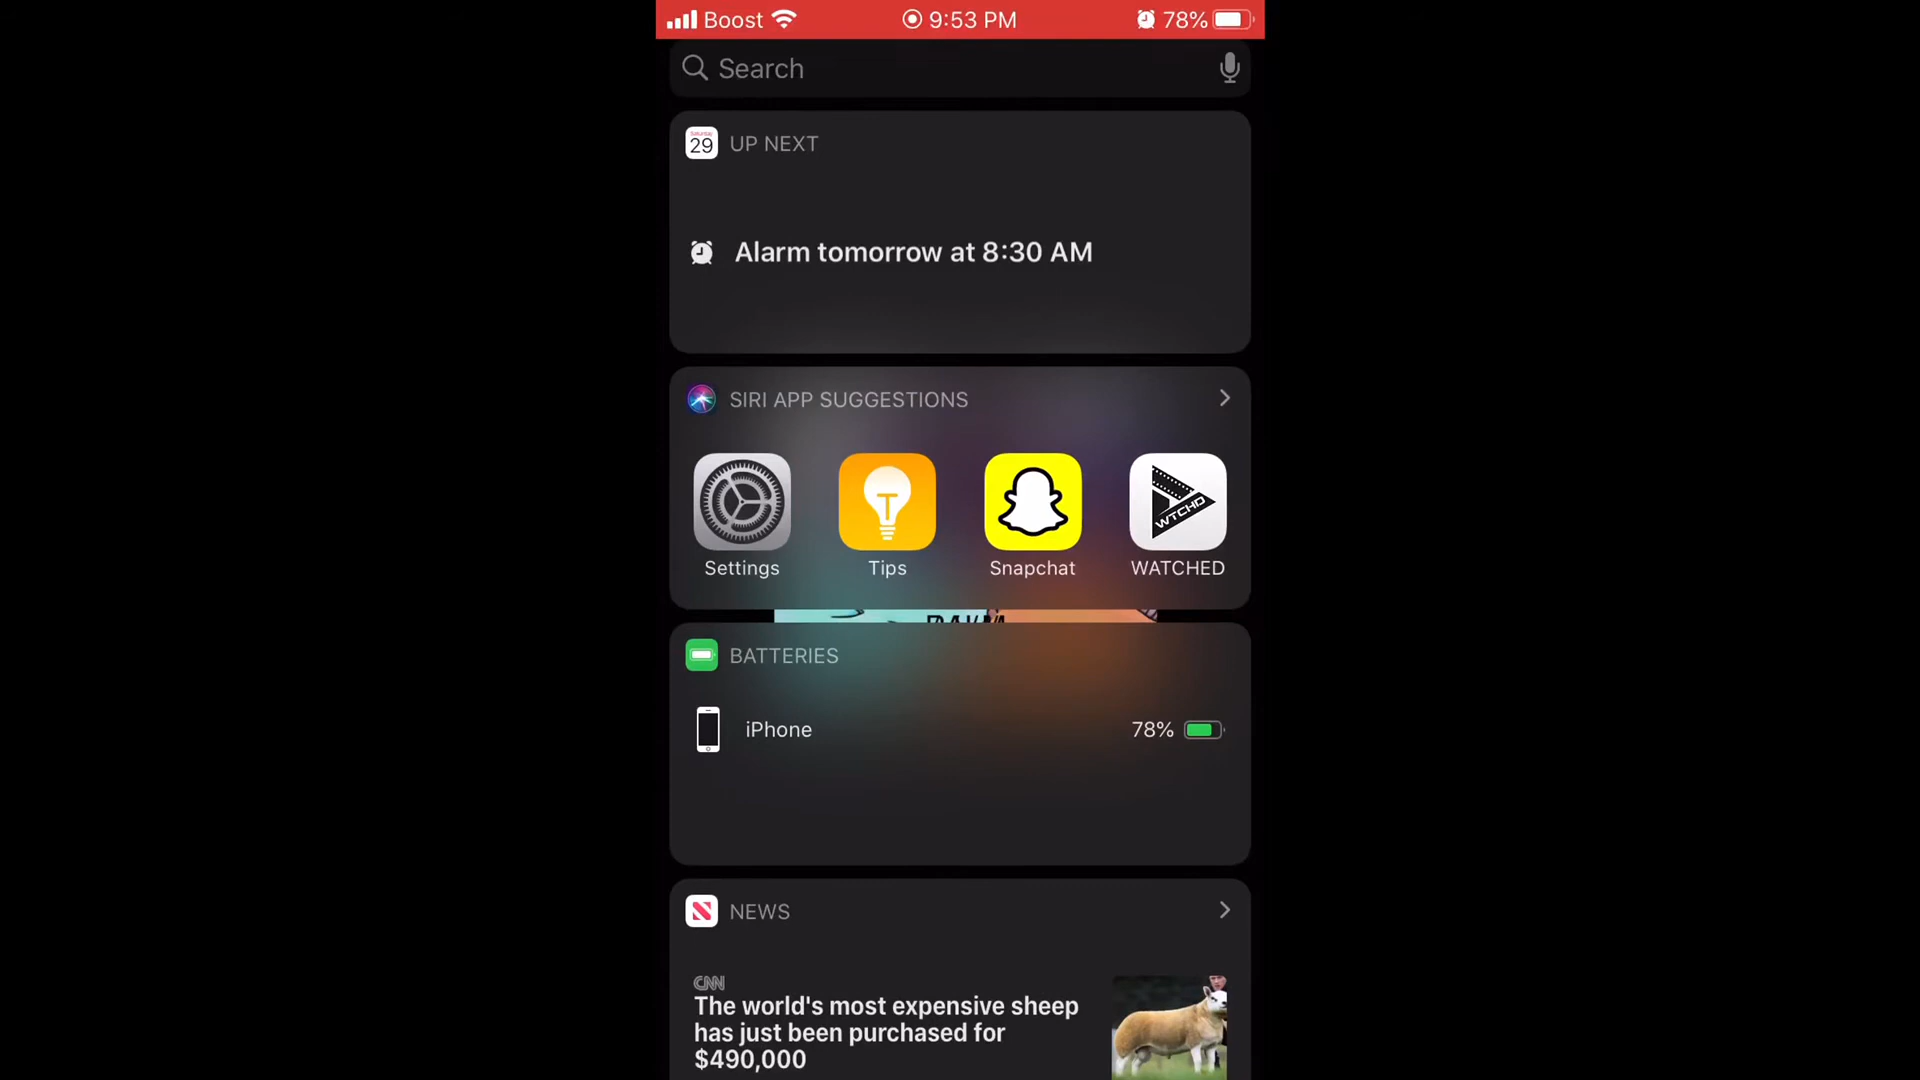 Boost 9:53 PM 78%
Search
Saturday
29 UP NEXT
Alarm tomorrow at 8:30 AM
SIRI APP SUGGESTIONS
T
WTCHD
Settings Tips Snapchat WATCHED
BATTERIES
iPhone 78%
NEWS
CNN
The world's most expensive sheep
has just been purchased for
$490,000